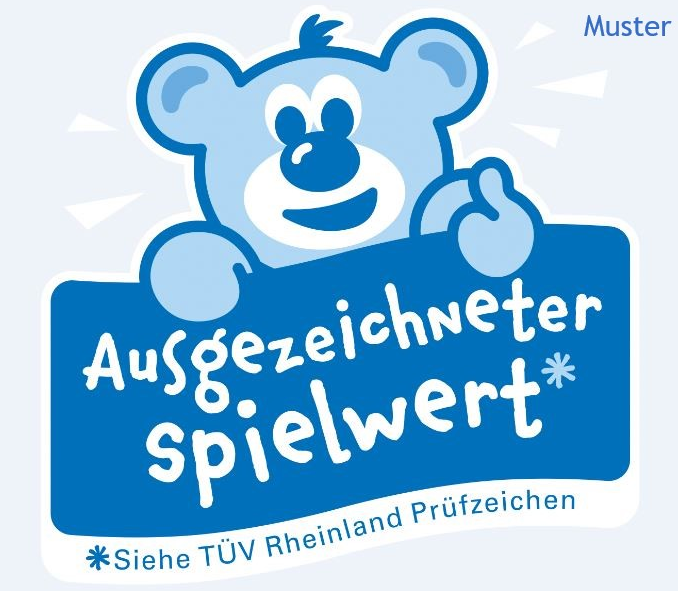 Muster
Ausgezeichneter
spielwert*
*Siehe TÜV Rheinland Prüfzeichen